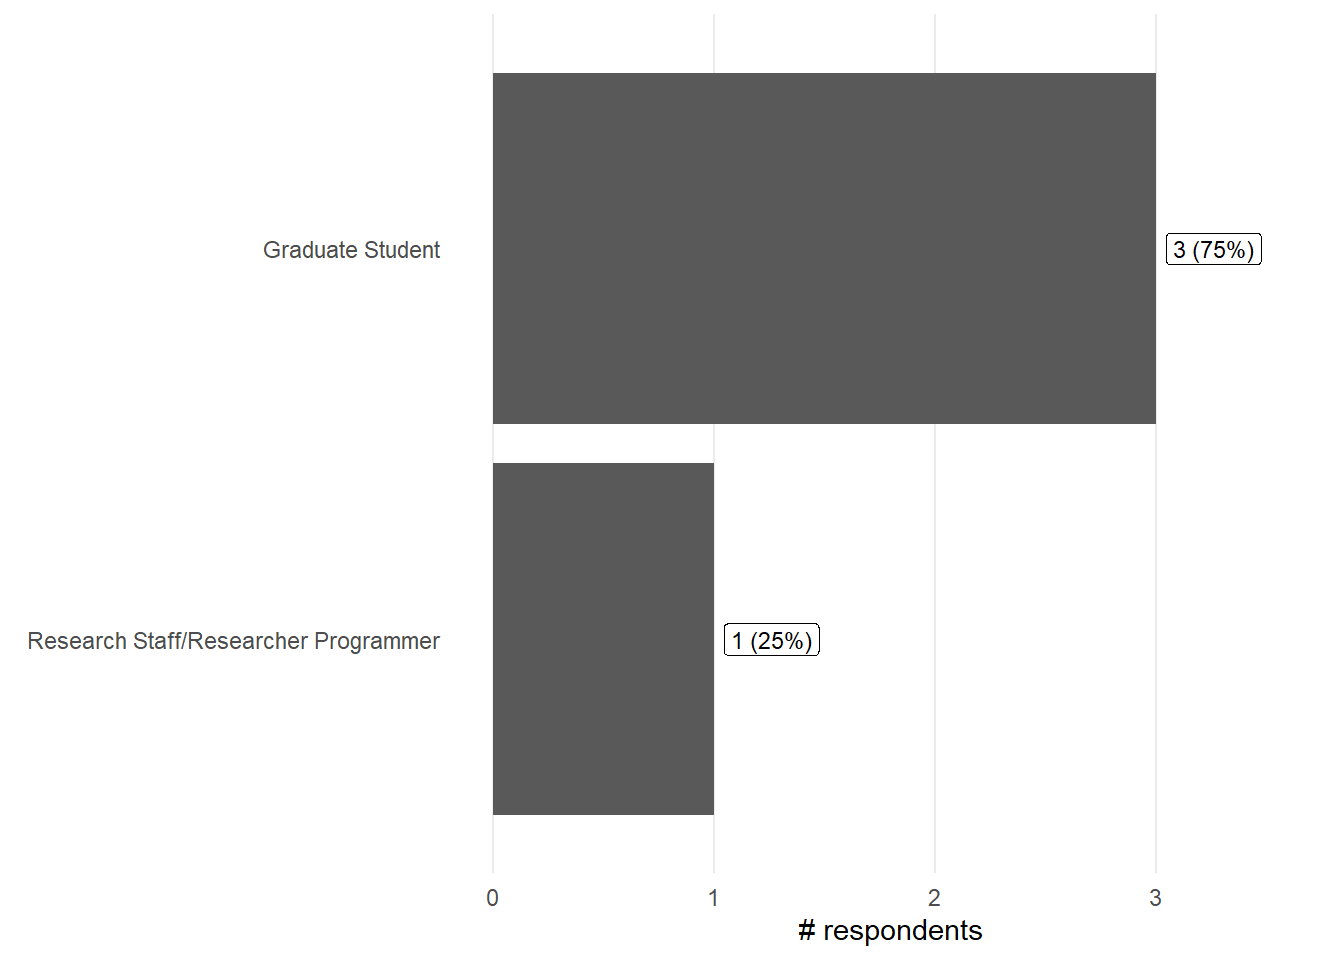 Graduate Student
3 (75%)
Research Staff/Researcher Programmer
1 (25%)
0
1
2
3
# respondents